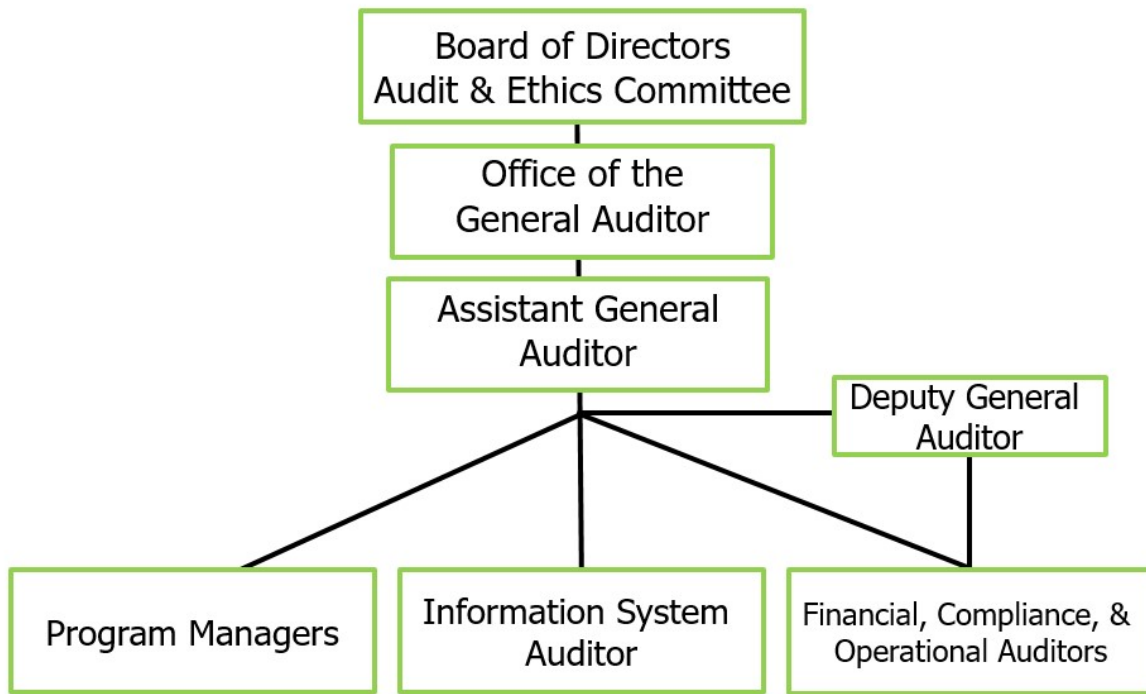 Board of Directors
Audit & Ethics Committee
Office of the
General Auditor
Assistant General
Auditor
Deputy General
Auditor
Program Managers
Information System
Auditor
Financial, Compliance, &
Operational Auditors